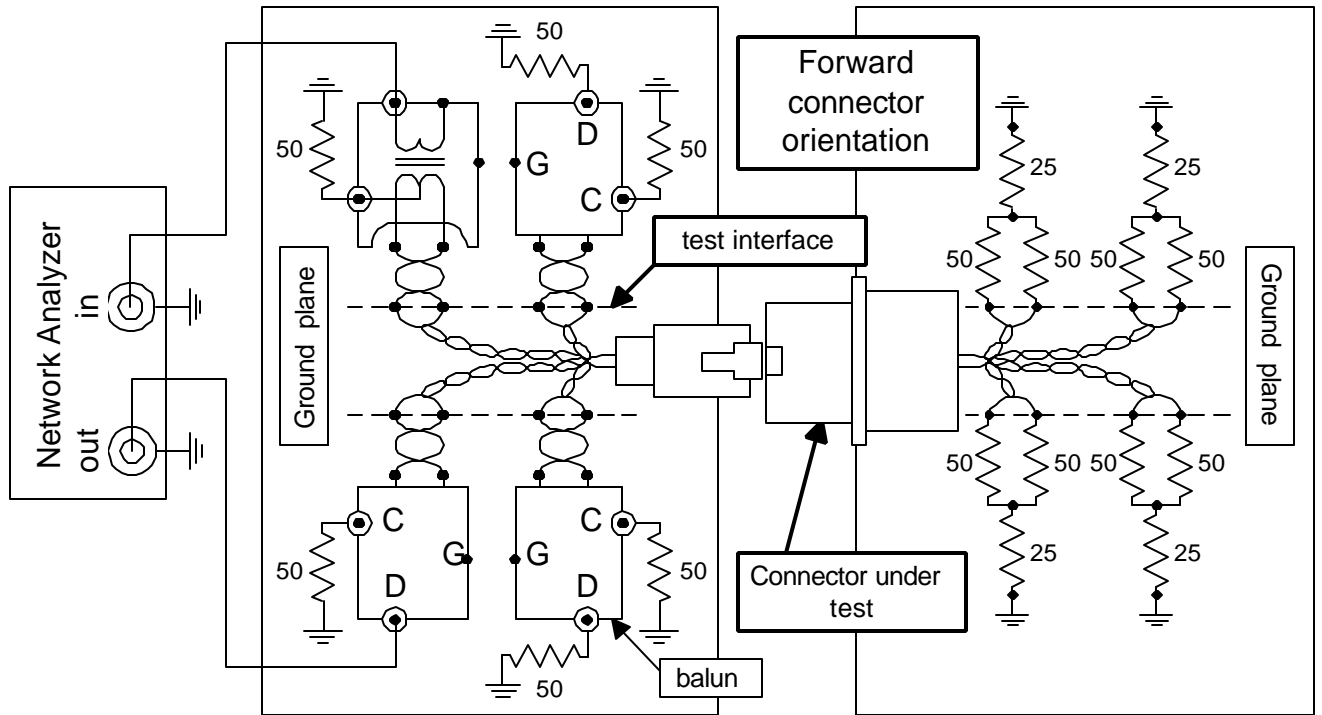 Network Analyzer
in
out
50
50
D
50
G
C
50
Ground plane
test interface
C
G
D
50
C
G
D
50
50
balun
Forward
connector
orientation
Connector under
test
25
25
50
50
50
50
Ground plane
50
50
50
50
25
25